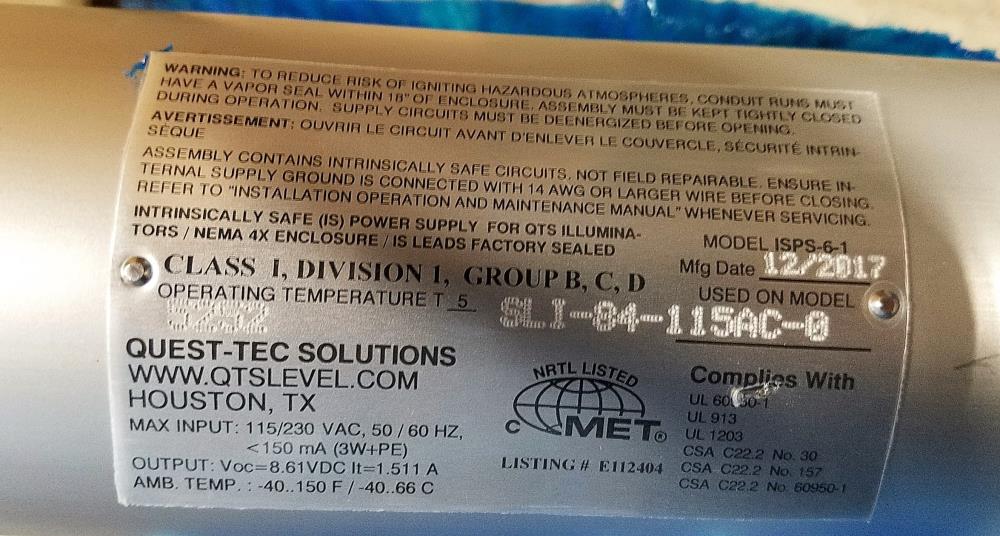 WARNING: TO REDUCE RISK OF IGNITING HAZARDOUS ATMOSPHERES, CONDUIT RUNS MUST
HAVE A VAPOR SEAL WITHIN 18" OF ENCLOSURE. ASSEMBLY MUST BE KEPT TIGHTLY CLOSED
DURING OPERATION. SUPPLY CIRCUITS MUST BE DEENERGIZED BEFORE OPENING.
AVERTISSEMENT: OUVRIR LE CIRCUIT AVANT D'ENLEVER LE COUVERCLE, SÉCURITÉ INTRIN-
SÈQUE
ASSEMBLY CONTAINS INTRINSICALLY SAFE CIRCUITS, NOT FIELD REPAIRABLE. ENSURE IN-
TERNAL SUPPLY GROUND IS CONNECTED WITH 14 AWG OR LARGER WIRE BEFORE CLOSING.
REFER TO "INSTALLATION OPERATION AND MAINTENANCE MANUAL" WHENEVER SERVICING.
INTRINSICALLY SAFE (IS) POWER SUPPLY FOR QTS ILLUMINA-
TORS / NEMA 4X ENCLOSURE / IS LEADS FACTORY SEALED
MODEL ISPS-6-1
Mfg Date 12/2017
CLASS I, DIVISION 1, GROUP B, C, D
OPERATING TEMPERATURE T 5
USED ON MODEL
5232
SLI-84-115AC-0
QUEST-TEC SOLUTIONS
WWW.QTSLEVEL.COM
HOUSTON, TX
MAX INPUT: 115/230 VAC, 50 / 60 HZ,
<150 mA (3W+PE)
OUTPUT: Voc=8.61VDC It=1.511 A
AMB. TEMP. : -40..150 F / -40..66 C
NRTL LISTED
C MET®
LISTING # E112404
Complies With
UL 60950-1
UL 913
UL 1203
CSA C22.2 No. 30
CSA C22.2 No. 157
CSA C22.2 No. 60950-1